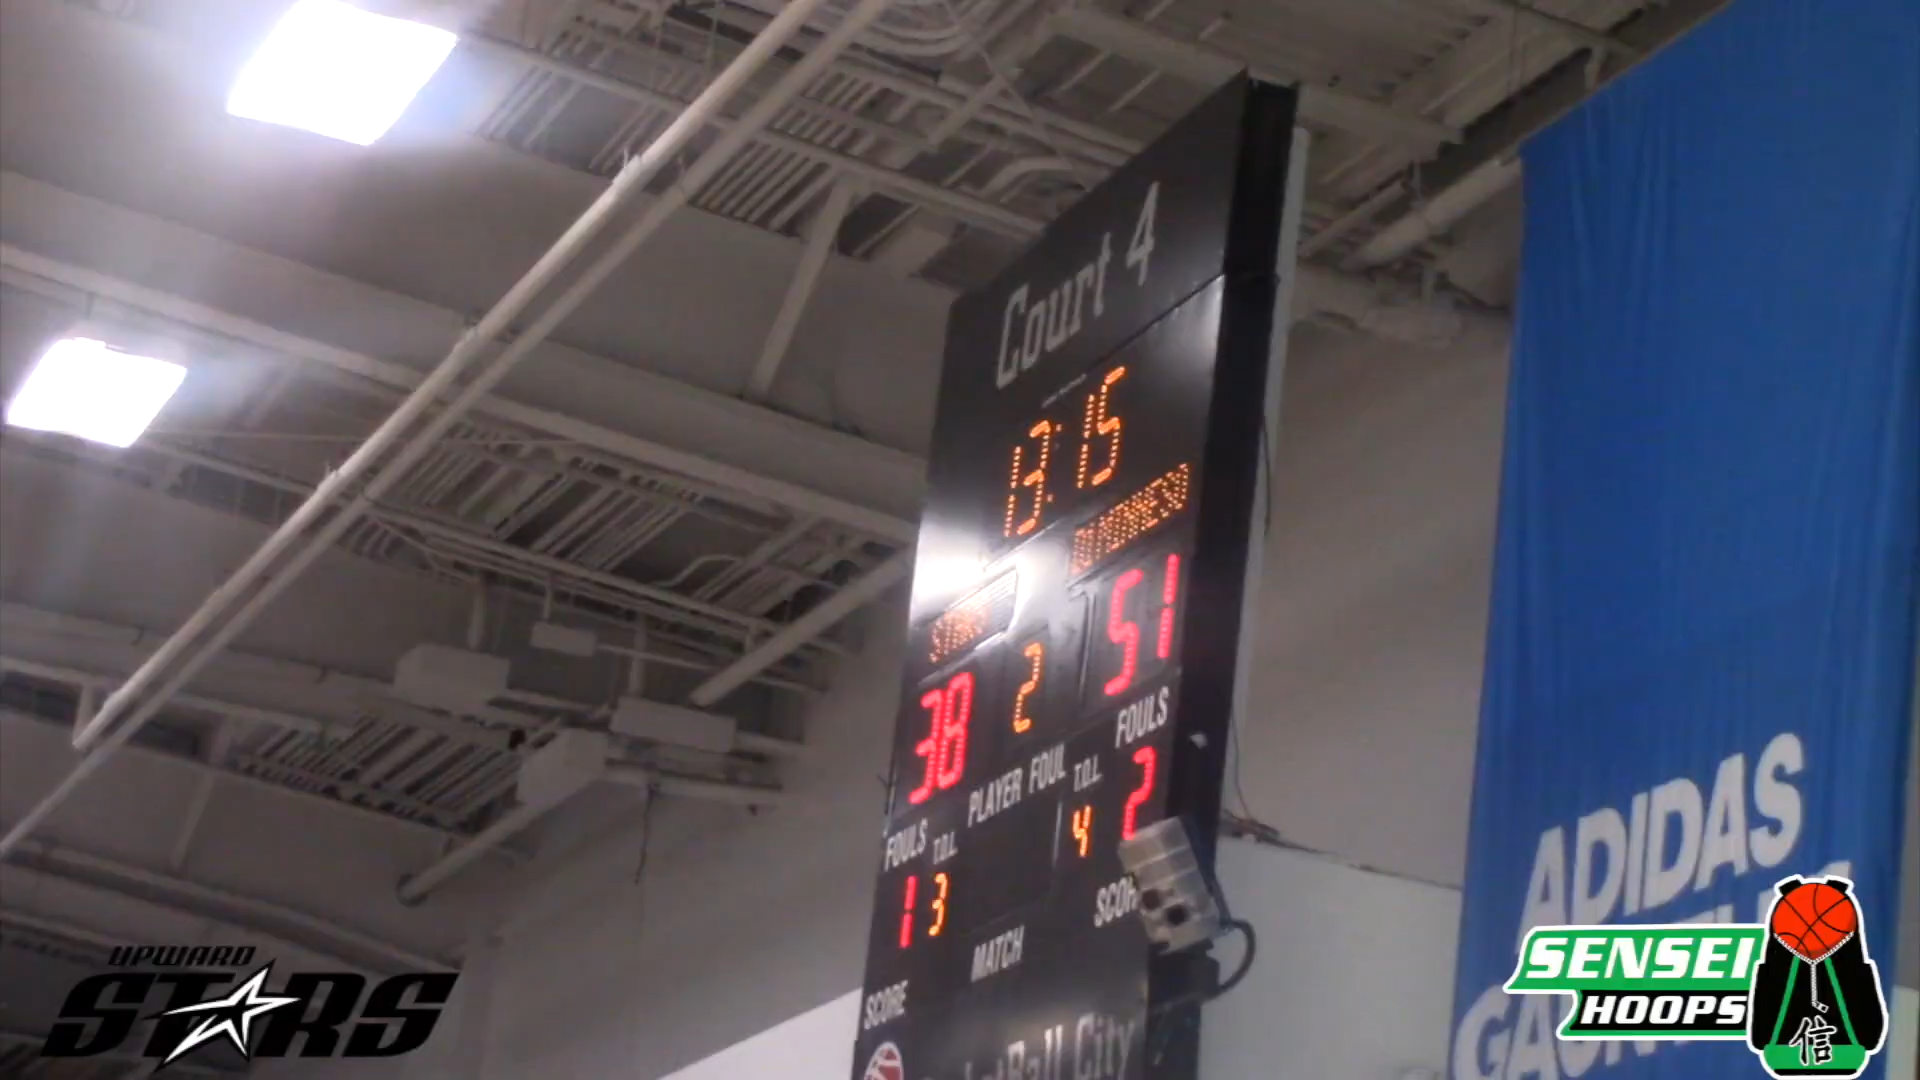 Court 4
13:15
38
2
51
FOULS
PLAYER FOUL
T.O.L.
4
2
FOULS
T.O.L.
1
3
SCORE
MATCH
ADIDAS
UPWARD
STARS
SENSEI
HOOPS
信